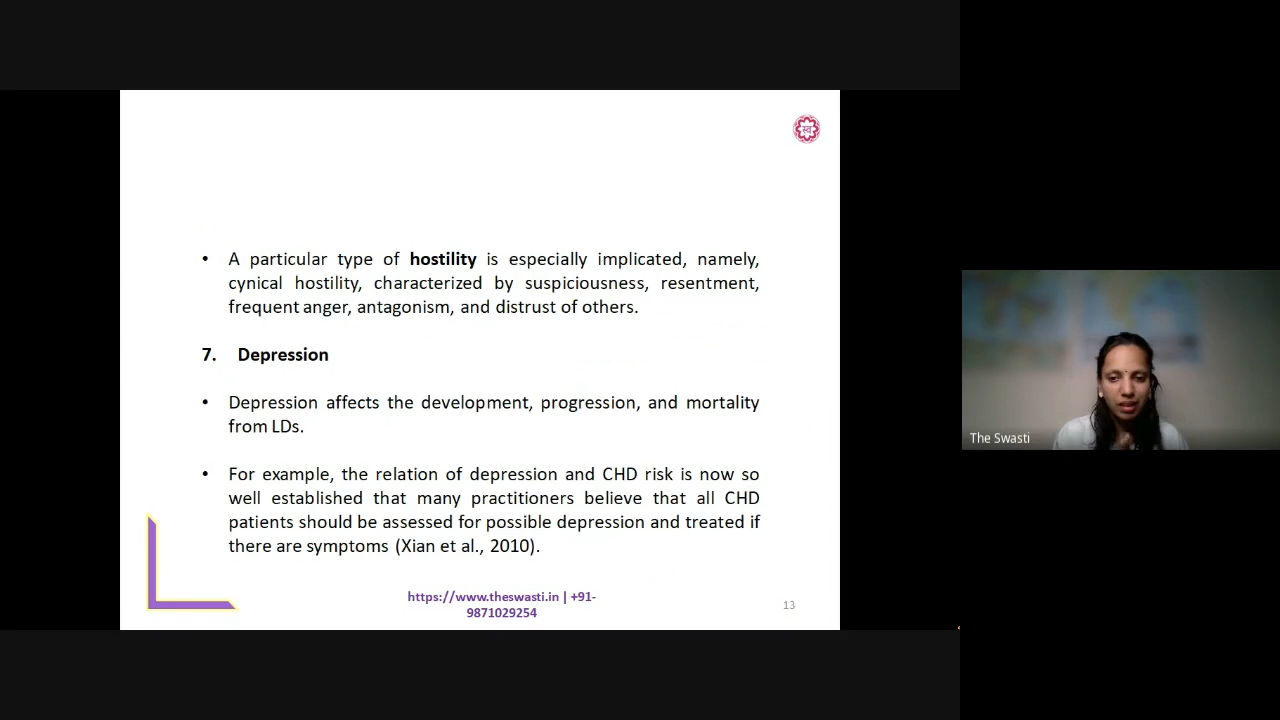 • A particular type of hostility is especially implicated, namely,
cynical hostility, characterized by suspiciousness, resentment,
frequent anger, antagonism, and distrust of others.
7. Depression
• Depression affects the development, progression, and mortality
from LDs.
• For example, the relation of depression and CHD risk is now so
well established that many practitioners believe that all CHD
patients should be assessed for possible depression and treated if
there are symptoms (Xian et al., 2010).
https://www.theswasti.in | +91-
9871029254
13
The Swasti